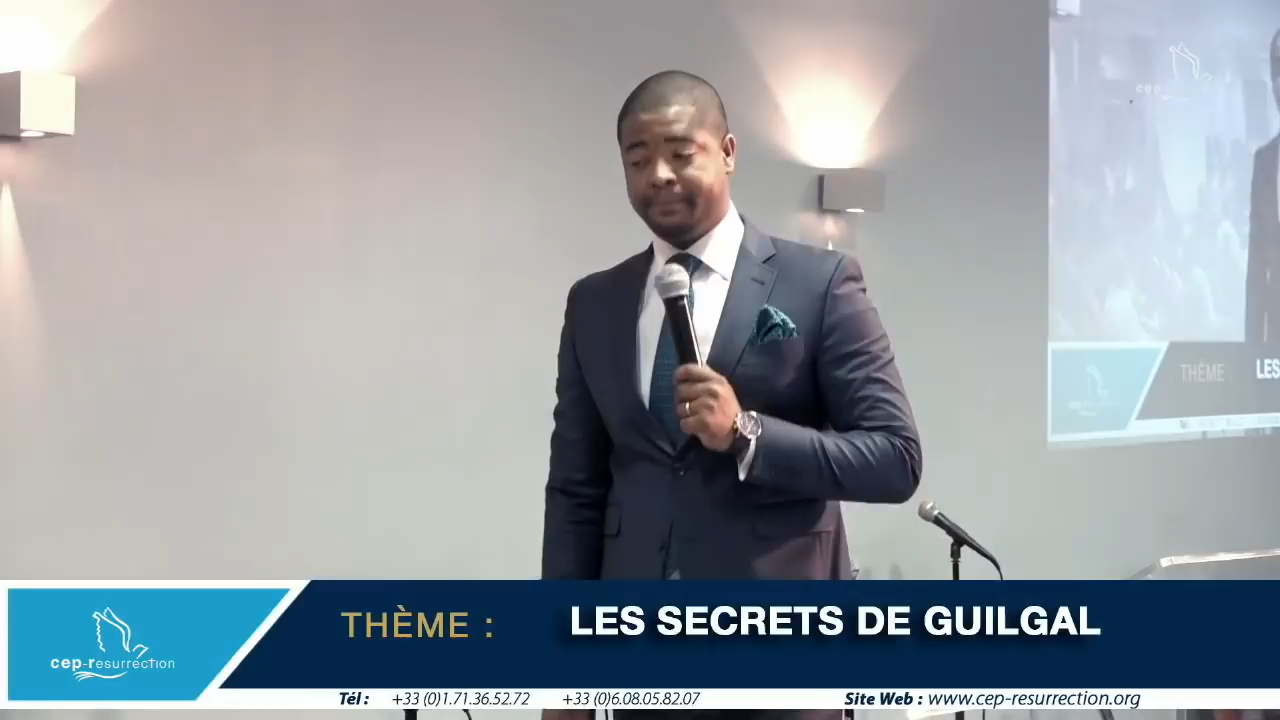 cep-r
THÈME :
LES
THÈME :
LES SECRETS DE GUILGAL
cep-resurrection
Tél : +33 (0)1.71.36.52.72 +33 (0)6.08.05.82.07 Site Web : www.cep-resurrection.org